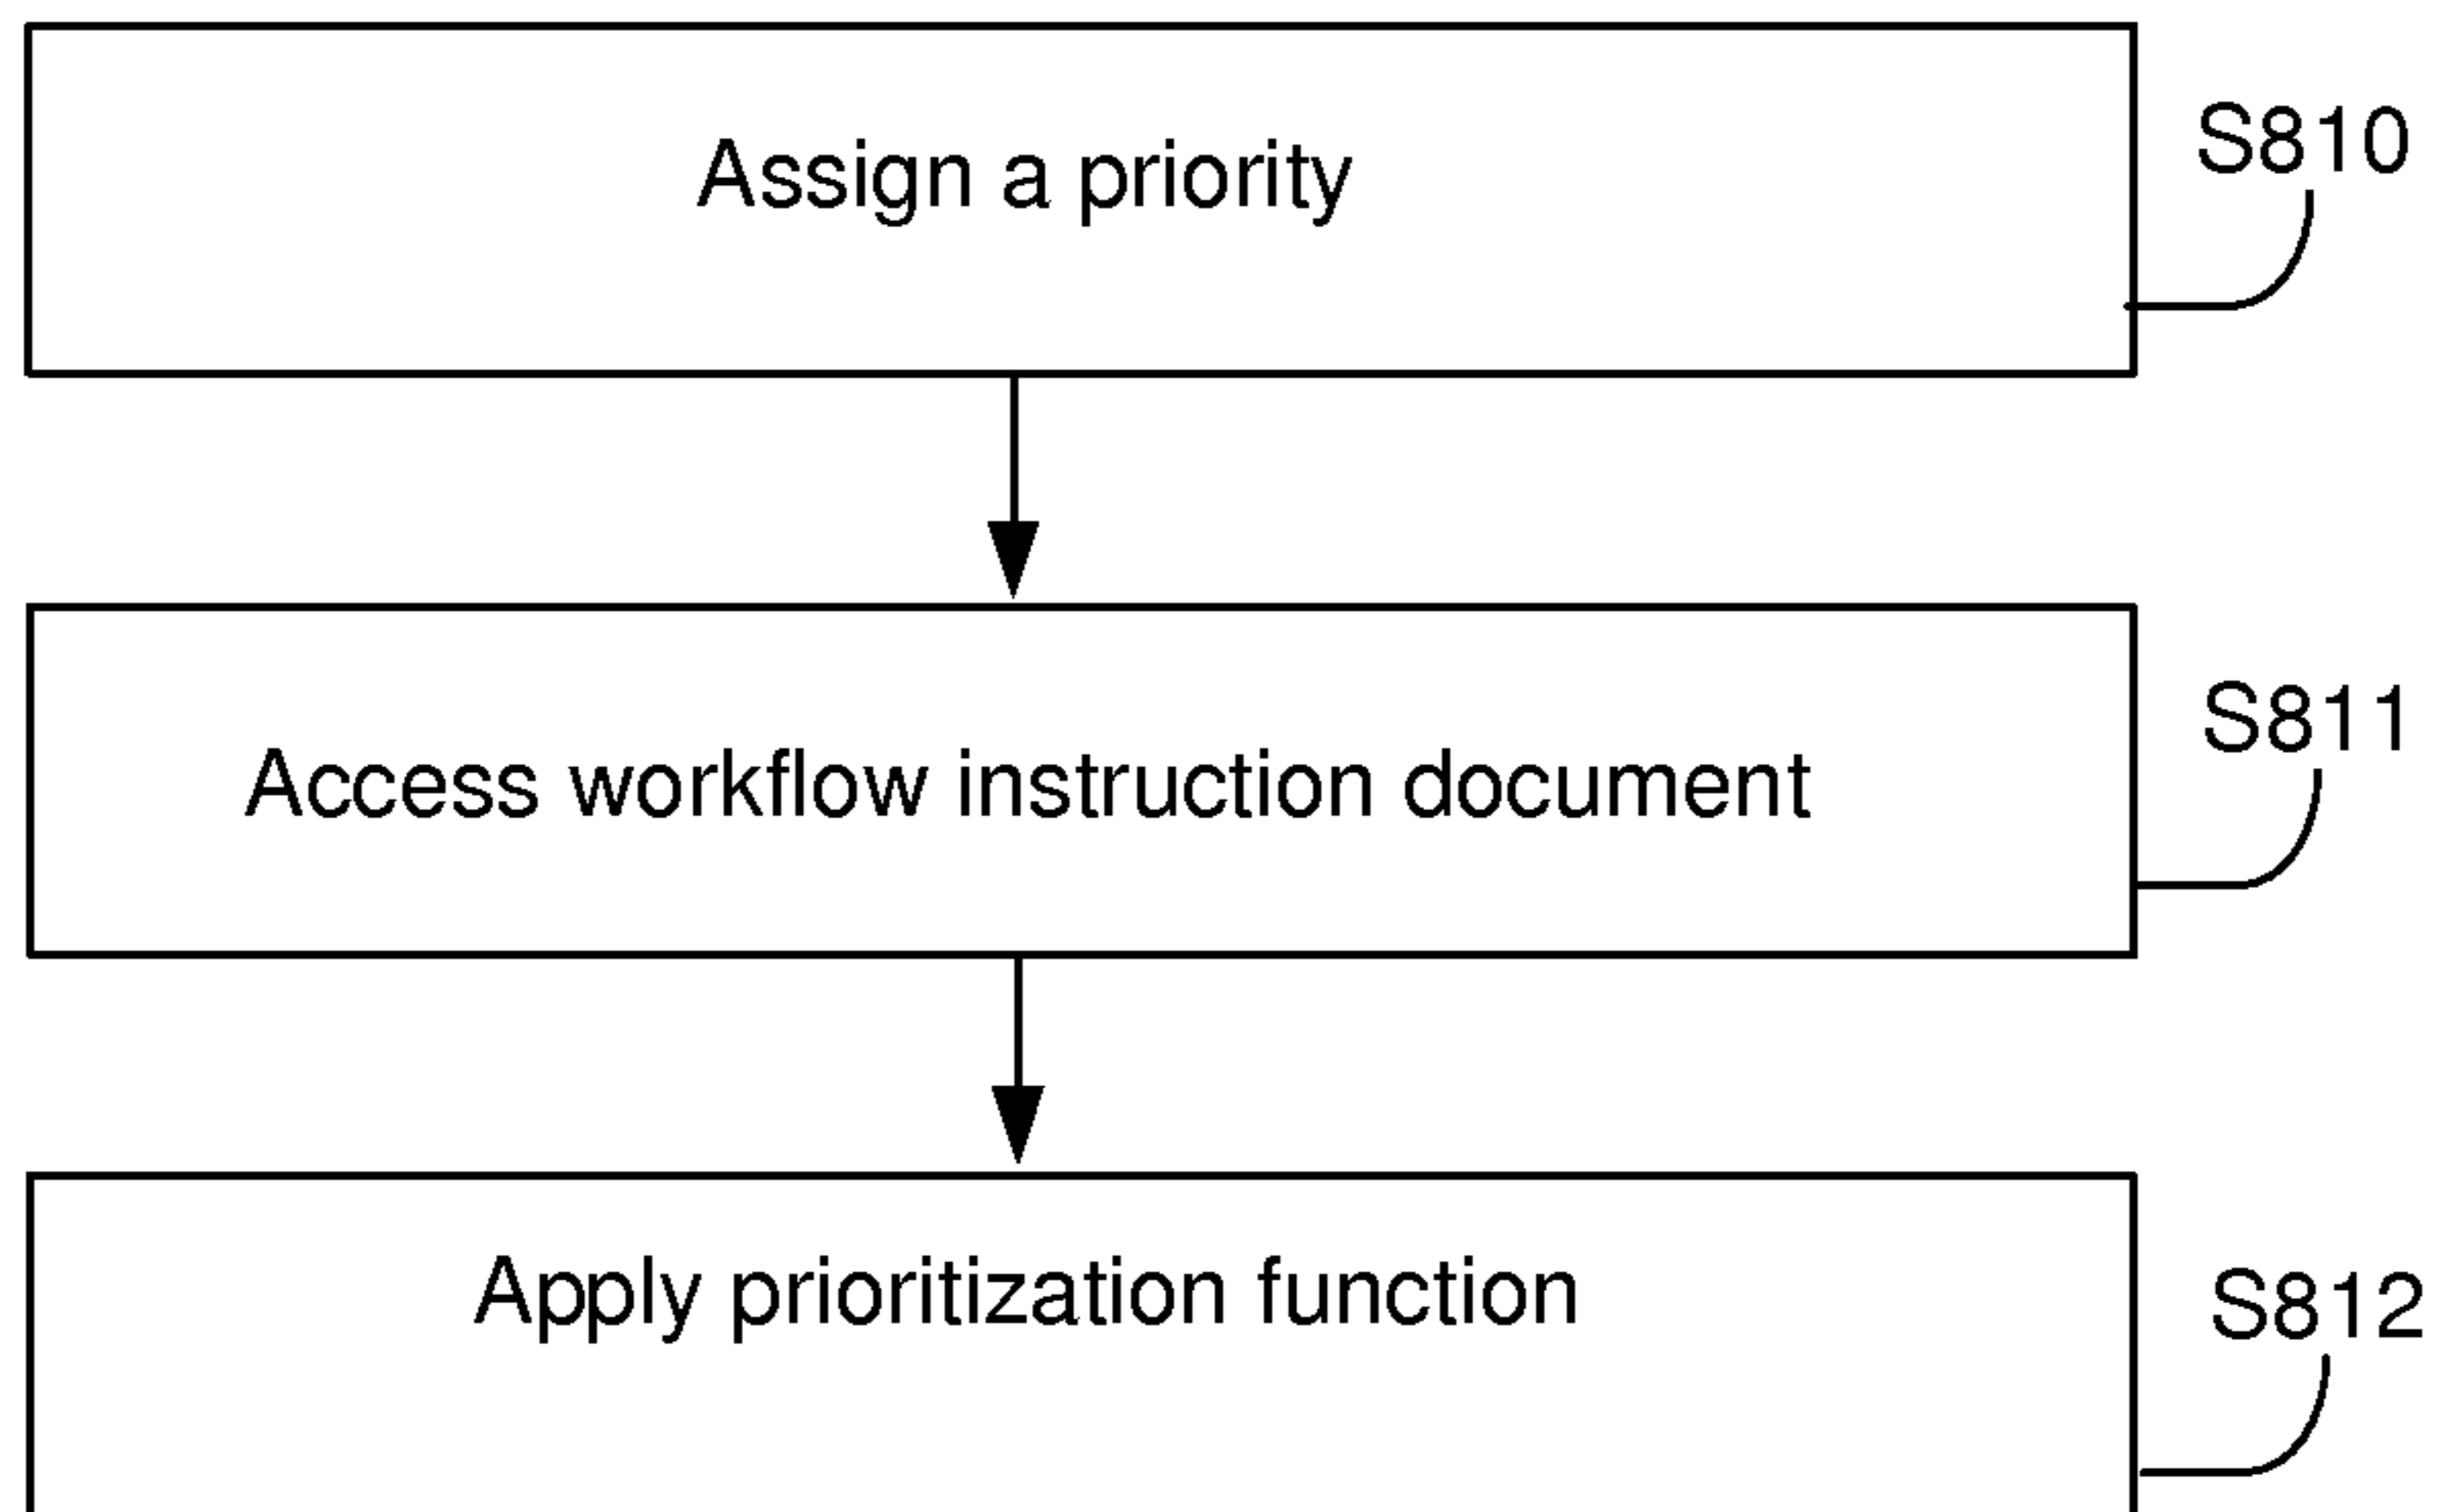 Assign a priority
S810
Access workflow instruction document
S811
Apply prioritization function
S812